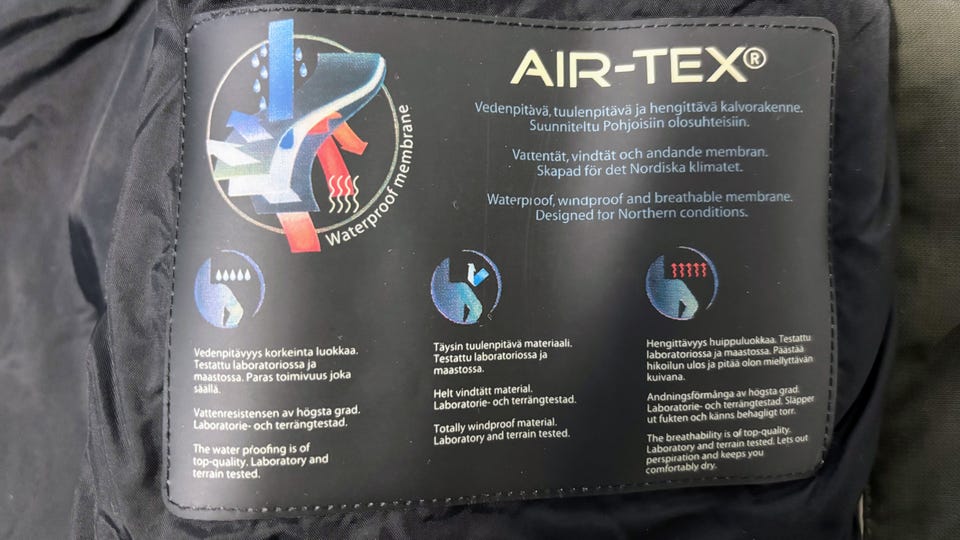 AIR-TEX®
Vedenpitävä, tuulenpitävä ja hengittävä kalvorakenne.
Suunniteltu Pohjoisiin olosuhteisiin.
Vattentät, vindtät och andande membran.
Skapad för det Nordiska klimatet.
Waterproof, windproof and breathable membrane.
Designed for Northern conditions.
Waterproof membrane
Vedenpitävyys korkeinta luokkaa.
Testattu laboratoriossa ja
maastossa. Paras toimivuus joka
säällä.
Vattenresistensen av högsta grad.
Laboratorie- och terrängtestad.
The water proofing is of
top-quality. Laboratory and
terrain tested.
Täysin tuulenpitävä materiaali.
Testattu laboratoriossa ja
maastossa.
Helt vindtätt material.
Laboratorie- och terrängtestad.
Totally windproof material.
Laboratory and terrain tested.
Hengittävyys huippuluokkaa. Testattu
laboratoriossa ja maastossa. Päästää
hikoilun ulos ja pitää olon miellyttävän
kuivana.
Andningsförmånga av högsta grad.
Laboratorie- och terrängtestad. Släpper
ut fukten och känns behagligt torr.
The breathability is of top-quality.
Laboratory and terrain tested. Lets out
perspiration and keeps you
comfortably dry.